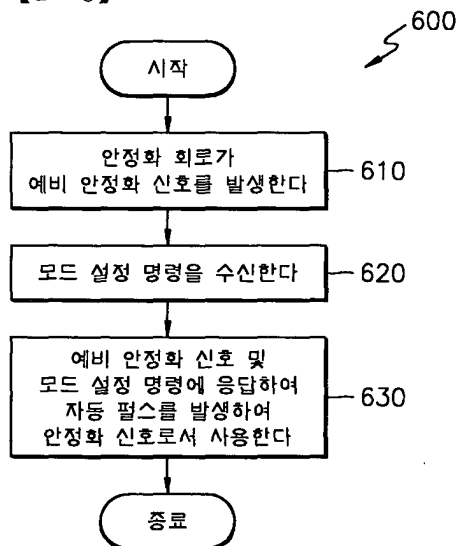 600
시작
안정화 회로가
예비 안정화 신호를 발생한다
610
모드 설정 명령을 수신한다
620
예비 안정화 신호 및
모드 설정 명령에 응답하여
자동 펄스를 발생하여
안정화 신호로서 사용한다
630
종료